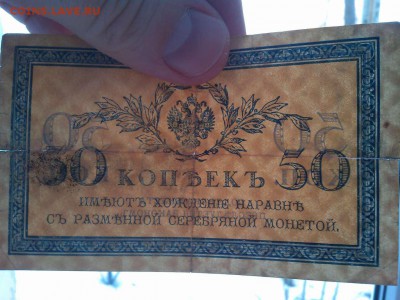 50 КОПѢЕКЪ 50
ИМѢЮТЪ ХОЖДЕНІЕ НАРАВНѢ
СЪ РАЗМѢННОЙ СЕРЕБРЯНОЙ МОНЕТОЙ.